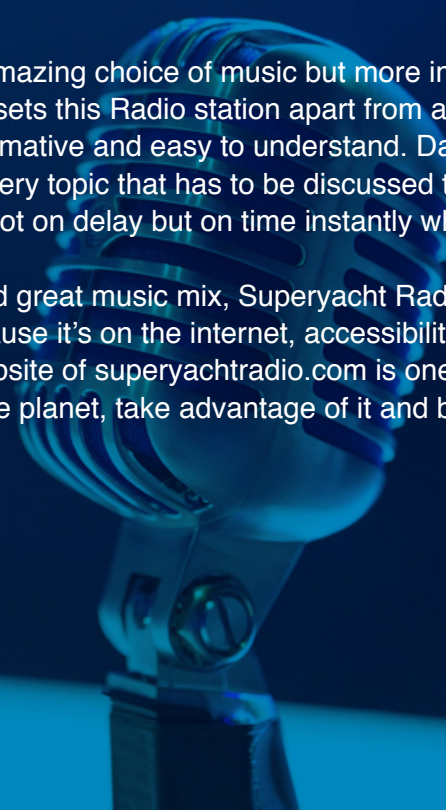 mazing choice of music but more in
sets this Radio station apart from a
mative and easy to understand. Da
ery topic that has to be discussed t
ot on delay but on time instantly wh
d great music mix, Superyacht Rad
use it's on the internet, accessibilit
site of superyachtradio.com is one
e planet, take advantage of it and b